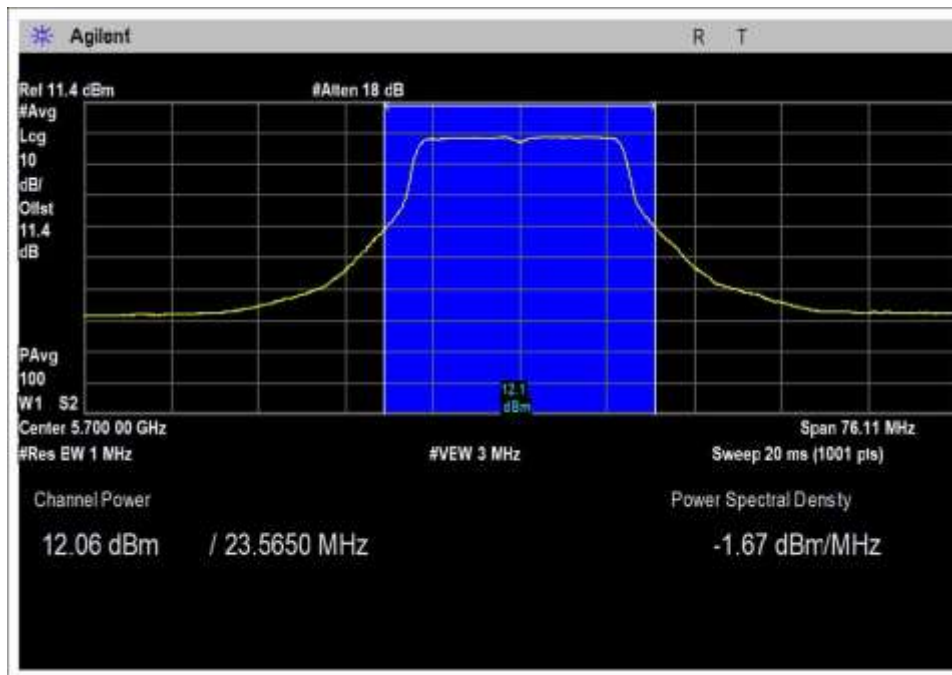 Agilent
R T
Ref 11.4 dBm #Atten 18 dB
#Avg
Log
10
dB/
Offst
11.4
dB
PAvg
100
W1 S2
12.1
dBm
Center 5.700 00 GHz Span 76.11 MHz
#Res BW 1 MHz #VBW 3 MHz Sweep 20 ms (1001 pts)
Channel Power Power Spectral Density
12.06 dBm / 23.5650 MHz -1.67 dBm/MHz